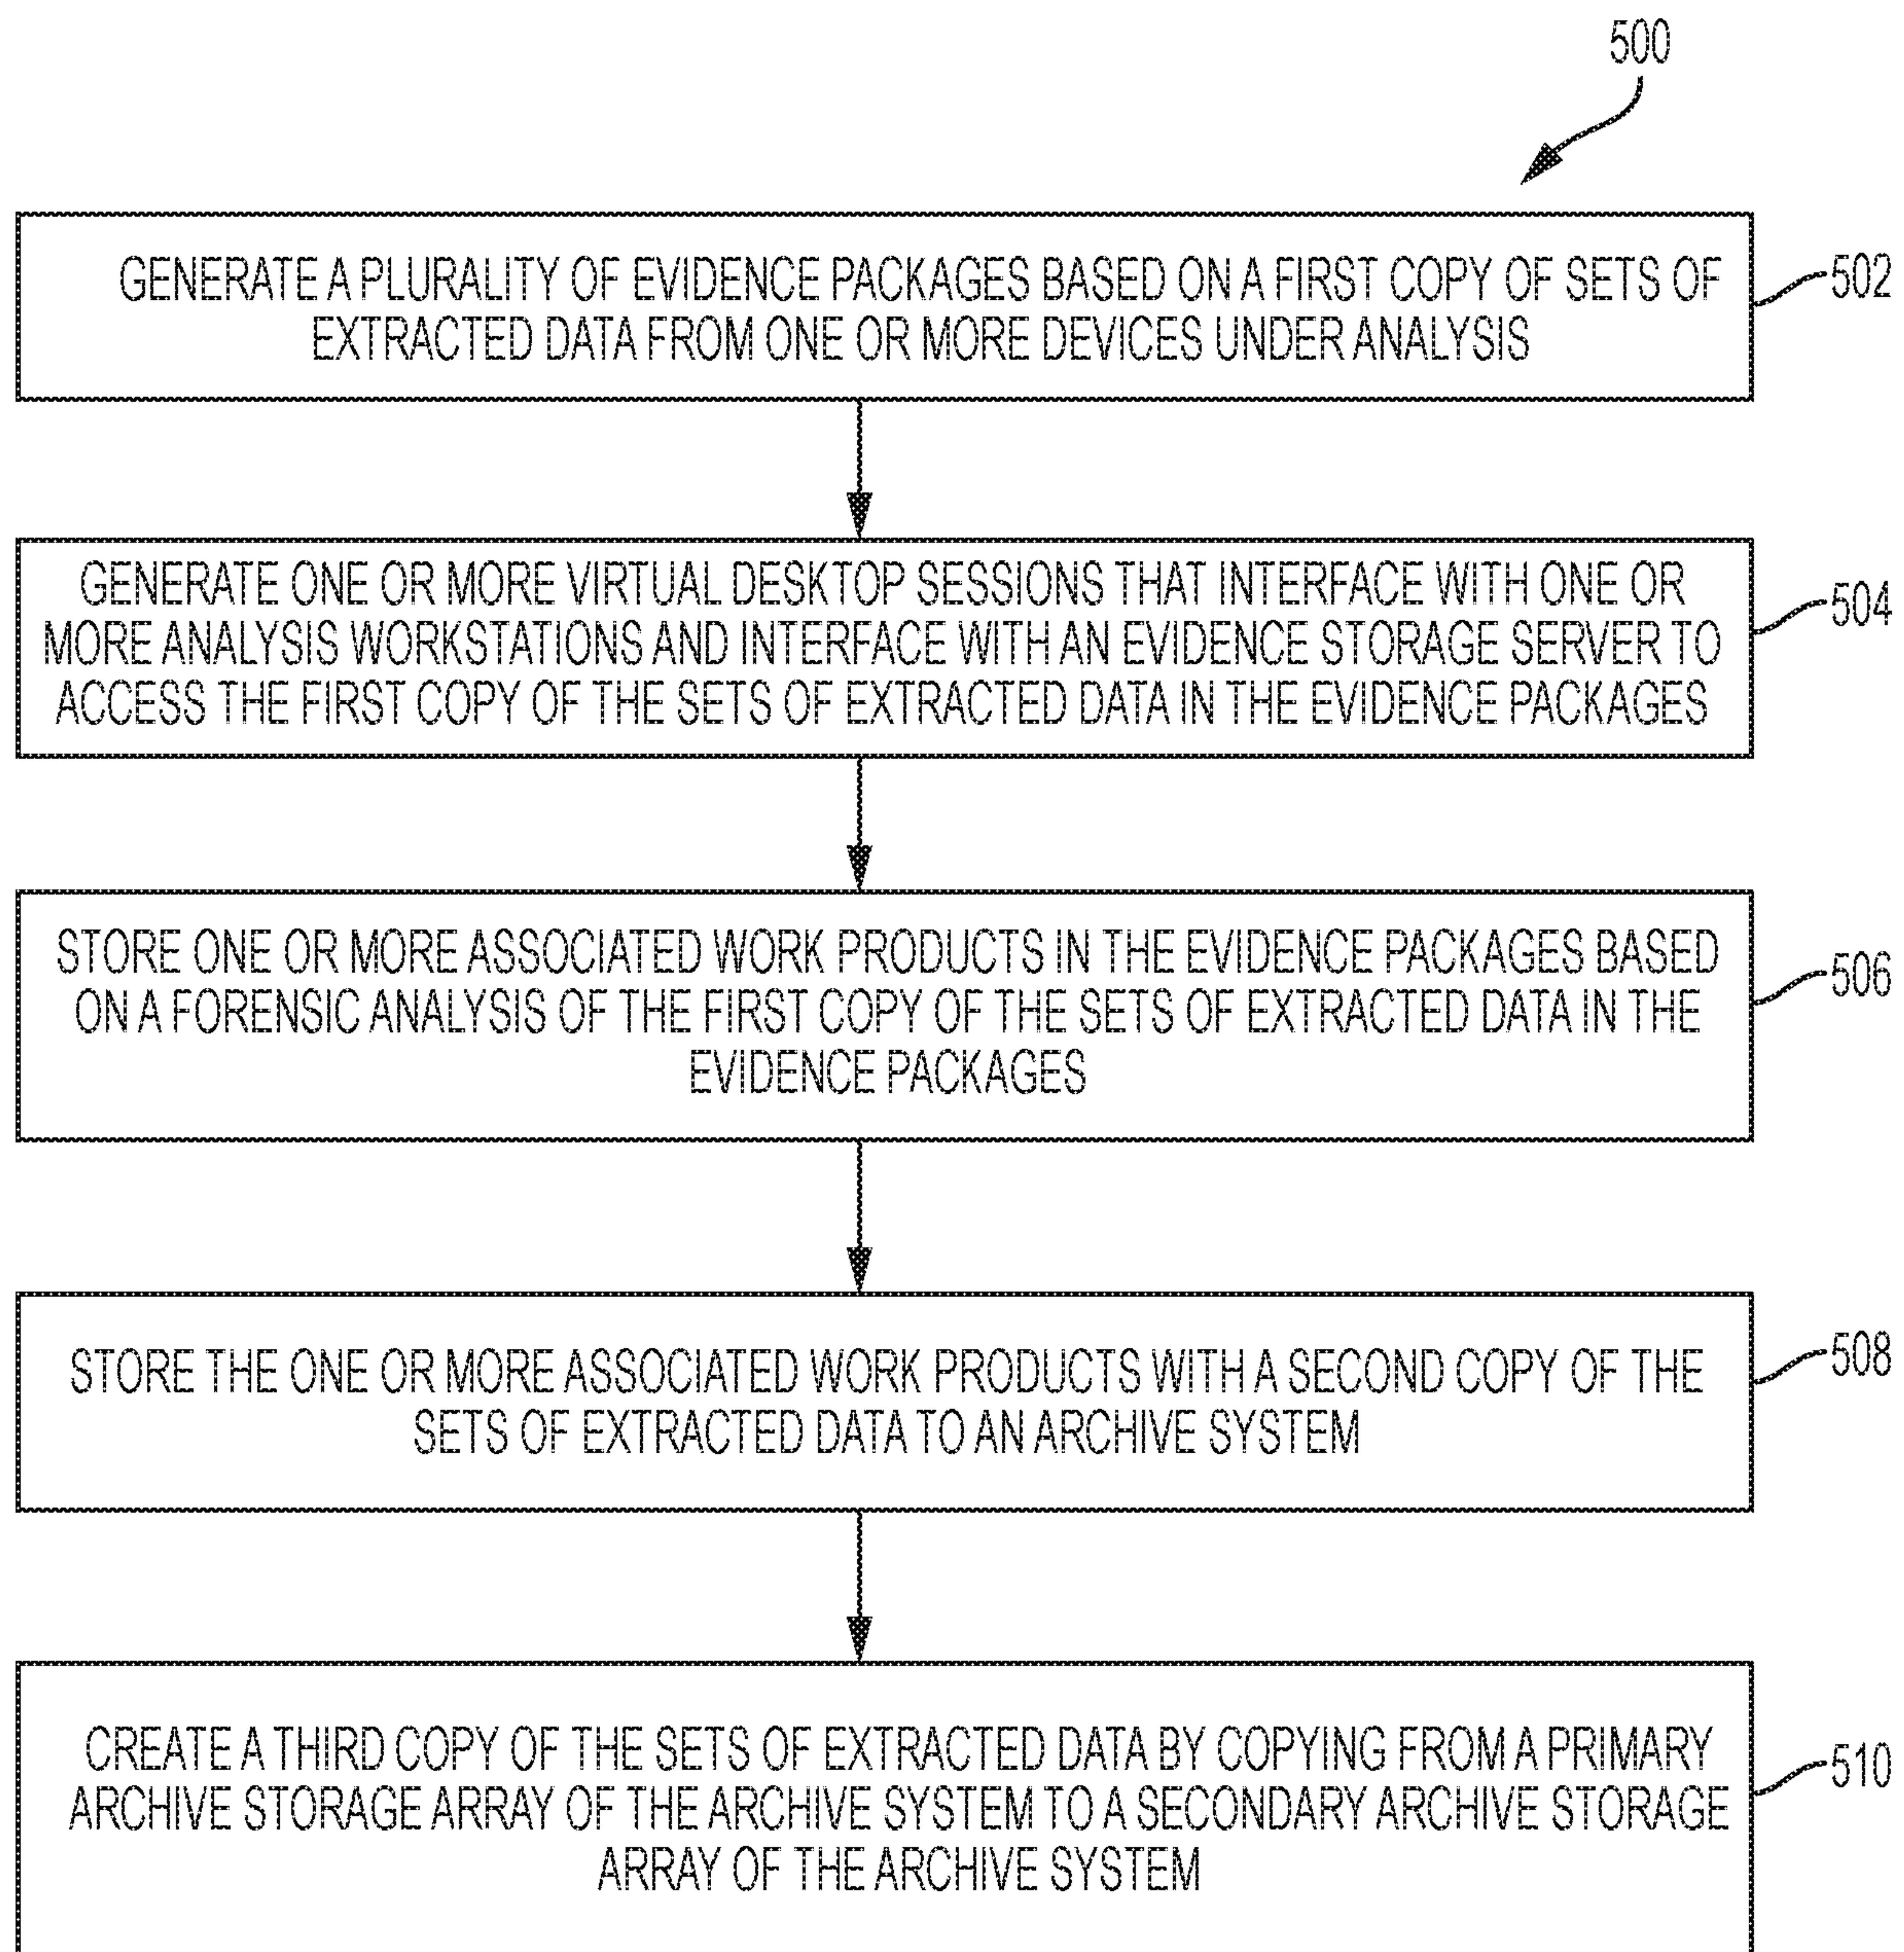 500
GENERATE A PLURALITY OF EVIDENCE PACKAGES BASED ON A FIRST COPY OF SETS OF
EXTRACTED DATA FROM ONE OR MORE DEVICES UNDER ANALYSIS
502
GENERATE ONE OR MORE VIRTUAL DESKTOP SESSIONS THAT INTERFACE WITH ONE OR
MORE ANALYSIS WORKSTATIONS AND INTERFACE WITH AN EVIDENCE STORAGE SERVER TO
ACCESS THE FIRST COPY OF THE SETS OF EXTRACTED DATA IN THE EVIDENCE PACKAGES
504
STORE ONE OR MORE ASSOCIATED WORK PRODUCTS IN THE EVIDENCE PACKAGES BASED
ON A FORENSIC ANALYSIS OF THE FIRST COPY OF THE SETS OF EXTRACTED DATA IN THE
EVIDENCE PACKAGES
506
STORE THE ONE OR MORE ASSOCIATED WORK PRODUCTS WITH A SECOND COPY OF THE
SETS OF EXTRACTED DATA TO AN ARCHIVE SYSTEM
508
CREATE A THIRD COPY OF THE SETS OF EXTRACTED DATA BY COPYING FROM A PRIMARY
ARCHIVE STORAGE ARRAY OF THE ARCHIVE SYSTEM TO A SECONDARY ARCHIVE STORAGE
ARRAY OF THE ARCHIVE SYSTEM
510